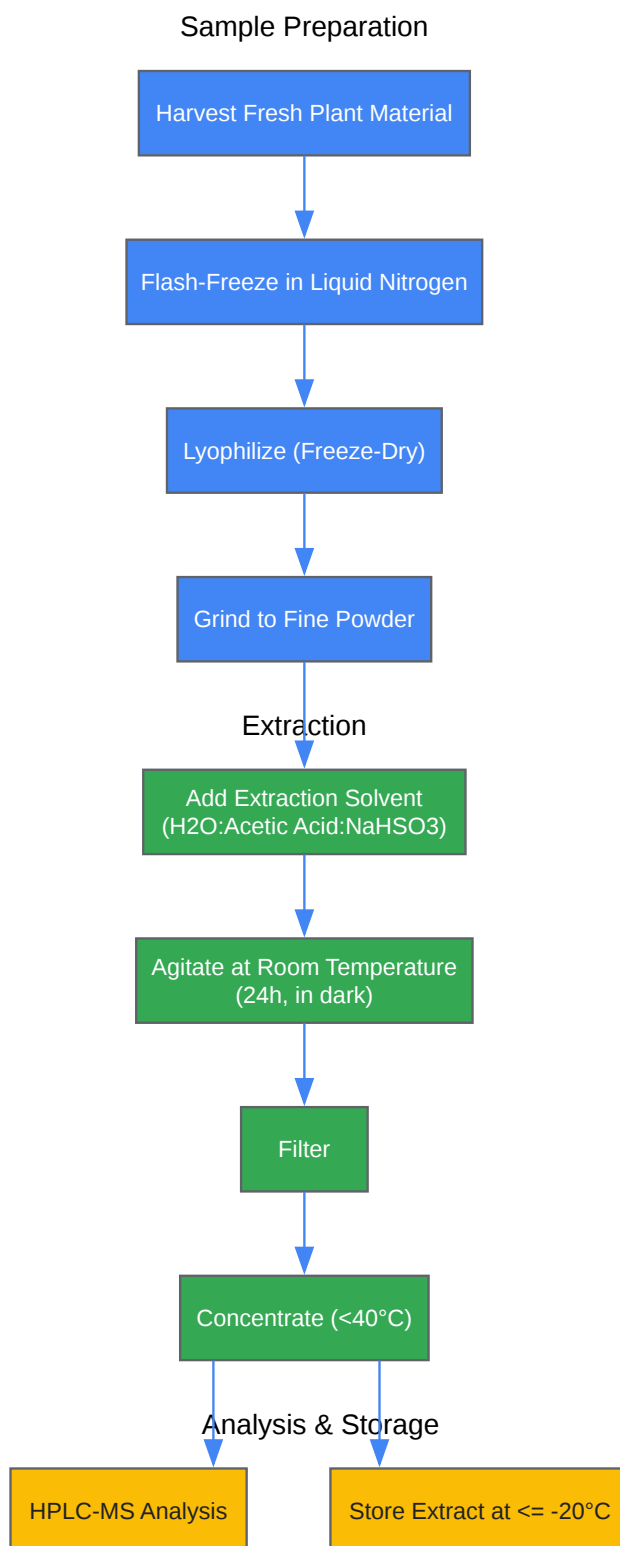 Sample Preparation
Harvest Fresh Plant Material
Flash-Freeze in Liquid Nitrogen
Lyophilize (Freeze-Dry)
Grind to Fine Powder
Extraction
Add Extraction Solvent
(H2O:Acetic Acid:NaHSO3)
Agitate at Room Temperature
(24h, in dark)
Filter
Concentrate (<40°C)
Analysis & Storage
HPLC-MS Analysis
Store Extract at <= -20°C